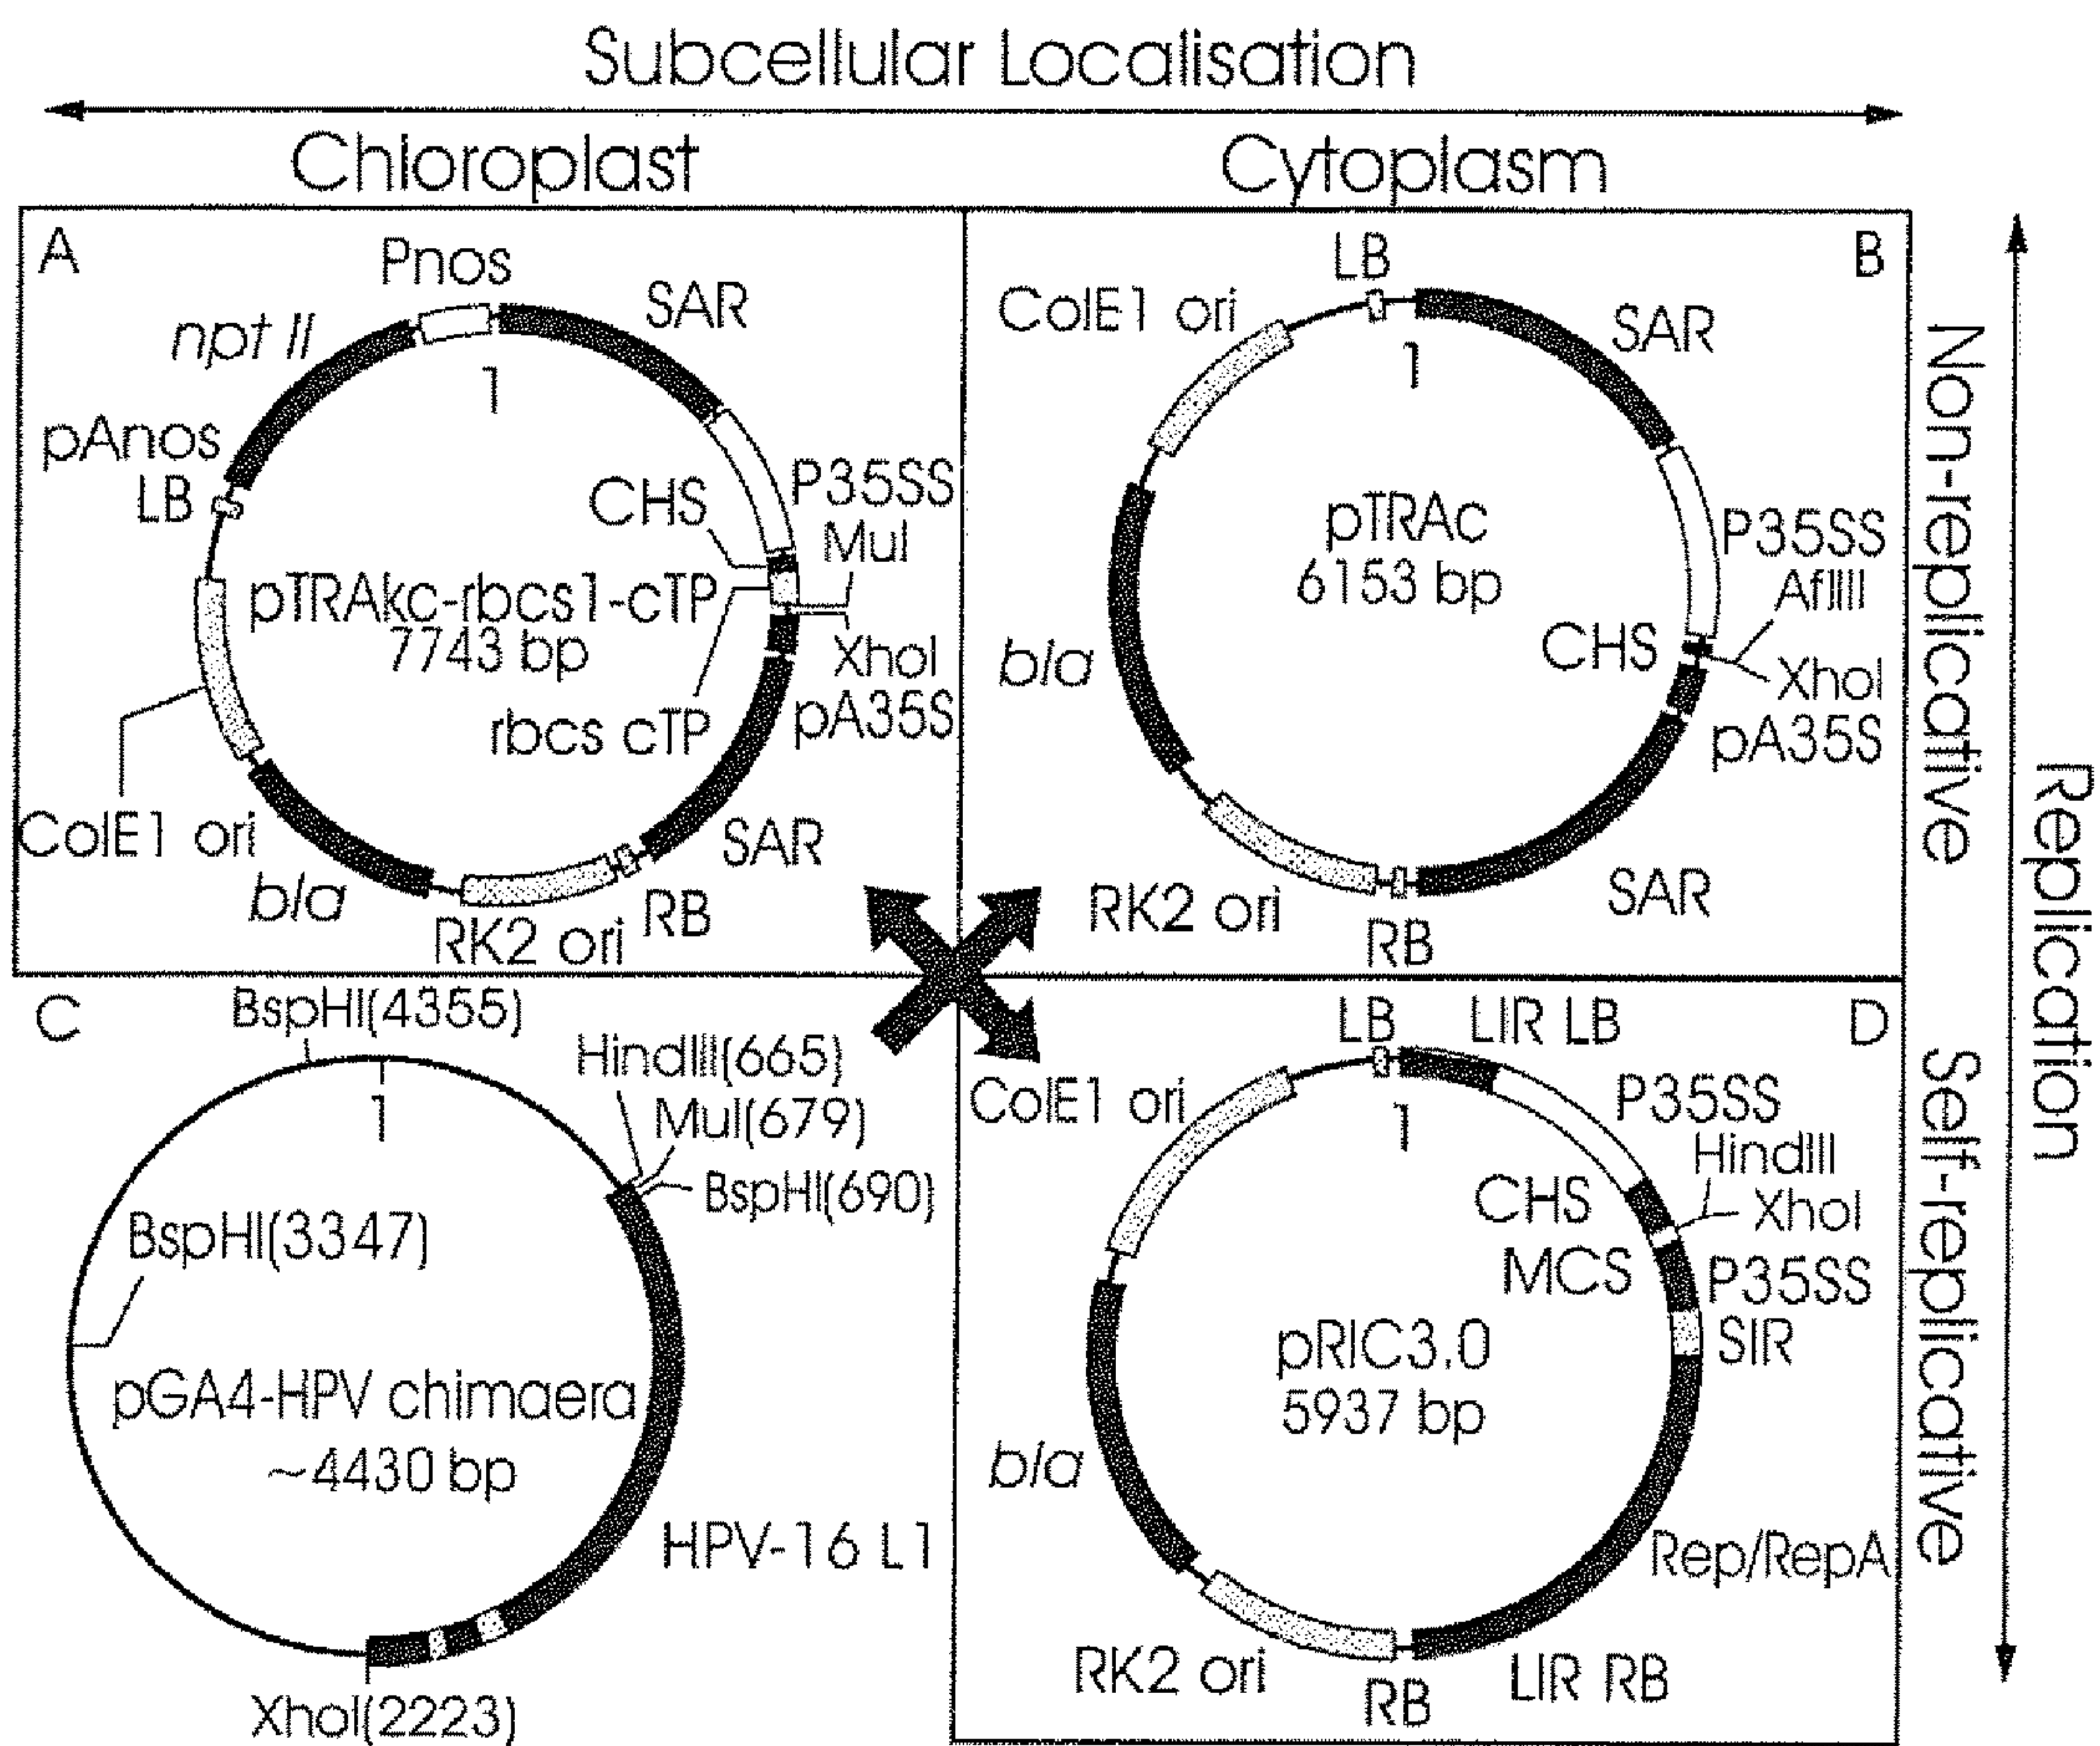 Subcellular Localisation
Chloroplast
Cytoplasm
A
Pnos
SAR
npt II
1
pAnos
LB
CHS
P35SS
MuI
pTRAkc-rbcs1-cTP
7743 bp
XhoI
rbcs cTP
pA35S
ColE1 ori
SAR
bla
RK2 ori
RB
B
LB
ColE1 ori
SAR
1
pTRAc
6153 bp
P35SS
AflIII
CHS
XhoI
bla
pA35S
RK2 ori
SAR
RB
Non-replicative
Replication
Self-replicative
C
BspHI(4355)
HindIII(665)
1
MuI(679)
BspHI(690)
BspHI(3347)
pGA4-HPV chimaera
~4430 bp
HPV-16 L1
XhoI(2223)
D
LB
LIR LB
ColE1 ori
P35SS
1
HindIII
CHS
XhoI
MCS
P35SS
pRIC3.0
5937 bp
SIR
bla
Rep/RepA
RK2 ori
RB
LIR RB